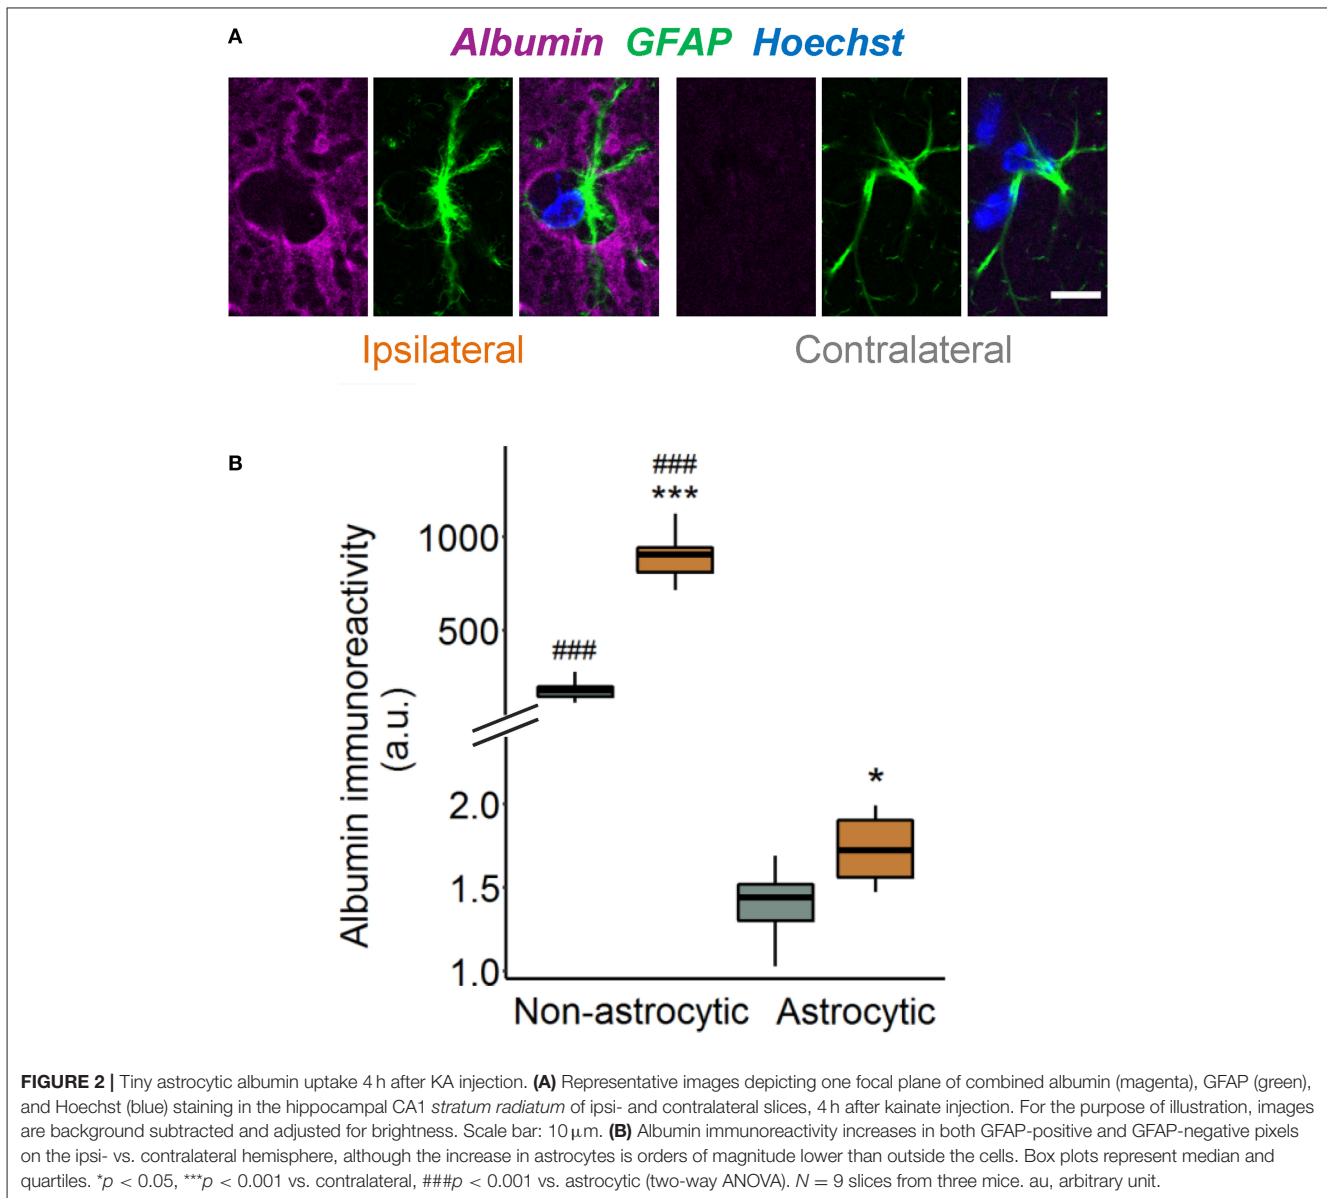 A
Albumin GFAP Hoechst
Ipsilateral
Contralateral
B
###
***
1000
500
###
Albumin immunoreactivity
(a.u.)
*
2.0
1.5
1.0
Non-astrocytic
Astrocytic
FIGURE 2 | Tiny astrocytic albumin uptake 4 h after KA injection. (A) Representative images depicting one focal plane of combined albumin (magenta), GFAP (green),
and Hoechst (blue) staining in the hippocampal CA1 stratum radiatum of ipsi- and contralateral slices, 4 h after kainate injection. For the purpose of illustration, images
are background subtracted and adjusted for brightness. Scale bar: 10 μm. (B) Albumin immunoreactivity increases in both GFAP-positive and GFAP-negative pixels
on the ipsi- vs. contralateral hemisphere, although the increase in astrocytes is orders of magnitude lower than outside the cells. Box plots represent median and
quartiles. *p < 0.05, ***p < 0.001 vs. contralateral, ###p < 0.001 vs. astrocytic (two-way ANOVA). N = 9 slices from three mice. au, arbitrary unit.